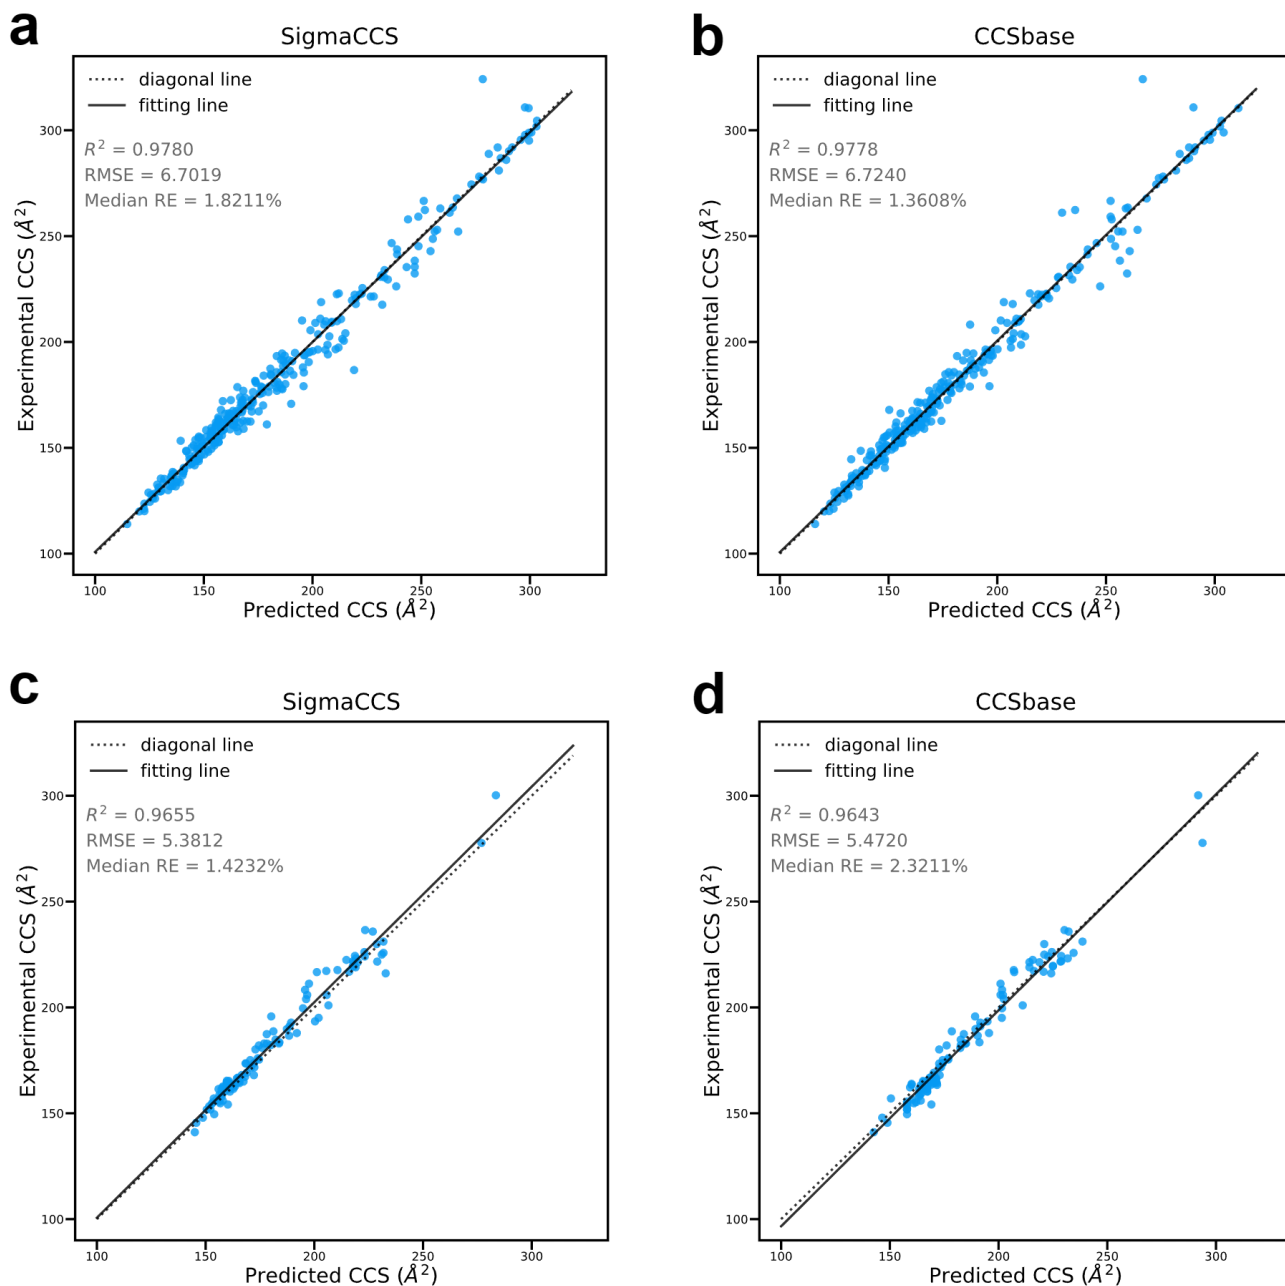 a
SigmaCCS
diagonal line
fitting line
R² = 0.9780
RMSE = 6.7019
Median RE = 1.8211%
Experimental CCS (Å²)
300
250
200
150
100
100 150 200 250 300
Predicted CCS (Å²)
b
CCSbase
diagonal line
fitting line
R² = 0.9778
RMSE = 6.7240
Median RE = 1.3608%
Experimental CCS (Å²)
300
250
200
150
100
100 150 200 250 300
Predicted CCS (Å²)
c
SigmaCCS
diagonal line
fitting line
R² = 0.9655
RMSE = 5.3812
Median RE = 1.4232%
Experimental CCS (Å²)
300
250
200
150
100
100 150 200 250 300
Predicted CCS (Å²)
d
CCSbase
diagonal line
fitting line
R² = 0.9643
RMSE = 5.4720
Median RE = 2.3211%
Experimental CCS (Å²)
300
250
200
150
100
100 150 200 250 300
Predicted CCS (Å²)